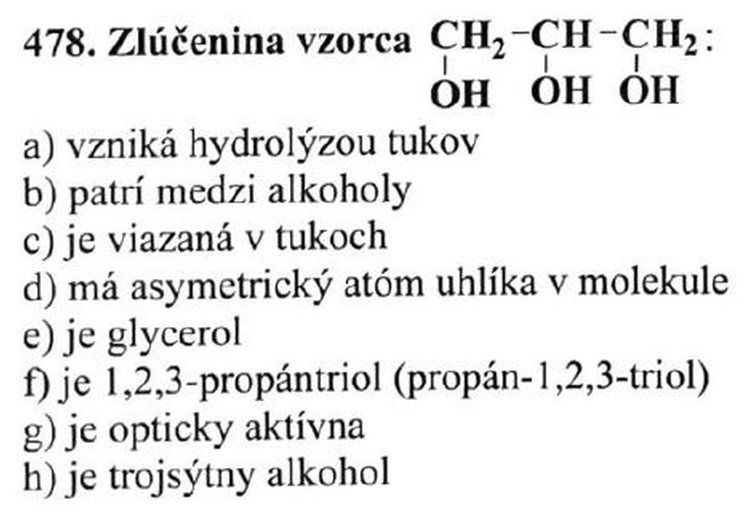 478. Zlúčenina vzorca CH₂-CH-CH₂:
OH OH OH
a) vzniká hydrolýzou tukov
b) patrí medzi alkoholy
c) je viazaná v tukoch
d) má asymetrický atóm uhlíka v molekule
e) je glycerol
f) je 1,2,3-propántriol (propán-1,2,3-triol)
g) je opticky aktívna
h) je trojsýtny alkohol